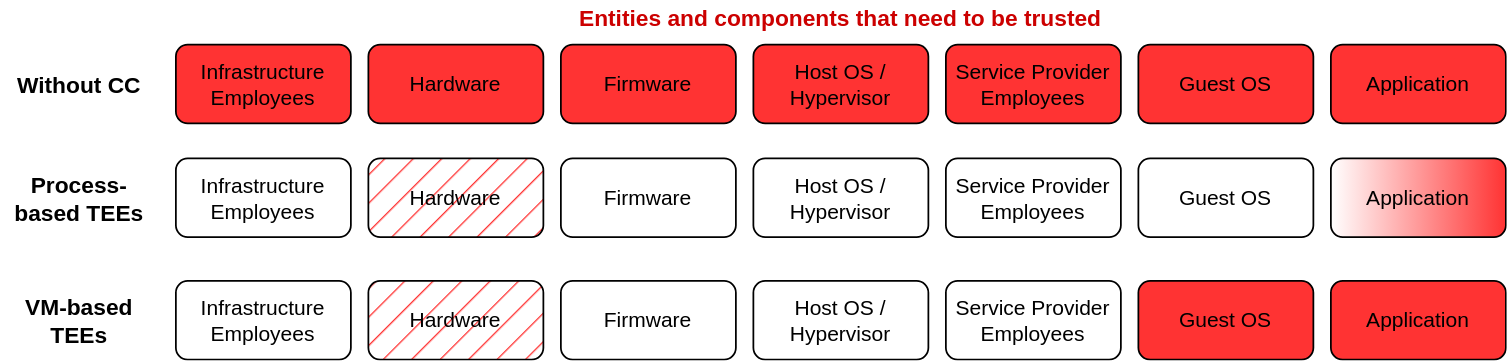 Entities and components that need to be trusted
Without CC
Infrastructure
Employees
Hardware
Firmware
Host OS /
Hypervisor
Service Provider
Employees
Guest OS
Application
Process-
based TEEs
Infrastructure
Employees
Hardware
Firmware
Host OS /
Hypervisor
Service Provider
Employees
Guest OS
Application
VM-based
TEEs
Infrastructure
Employees
Hardware
Firmware
Host OS /
Hypervisor
Service Provider
Employees
Guest OS
Application